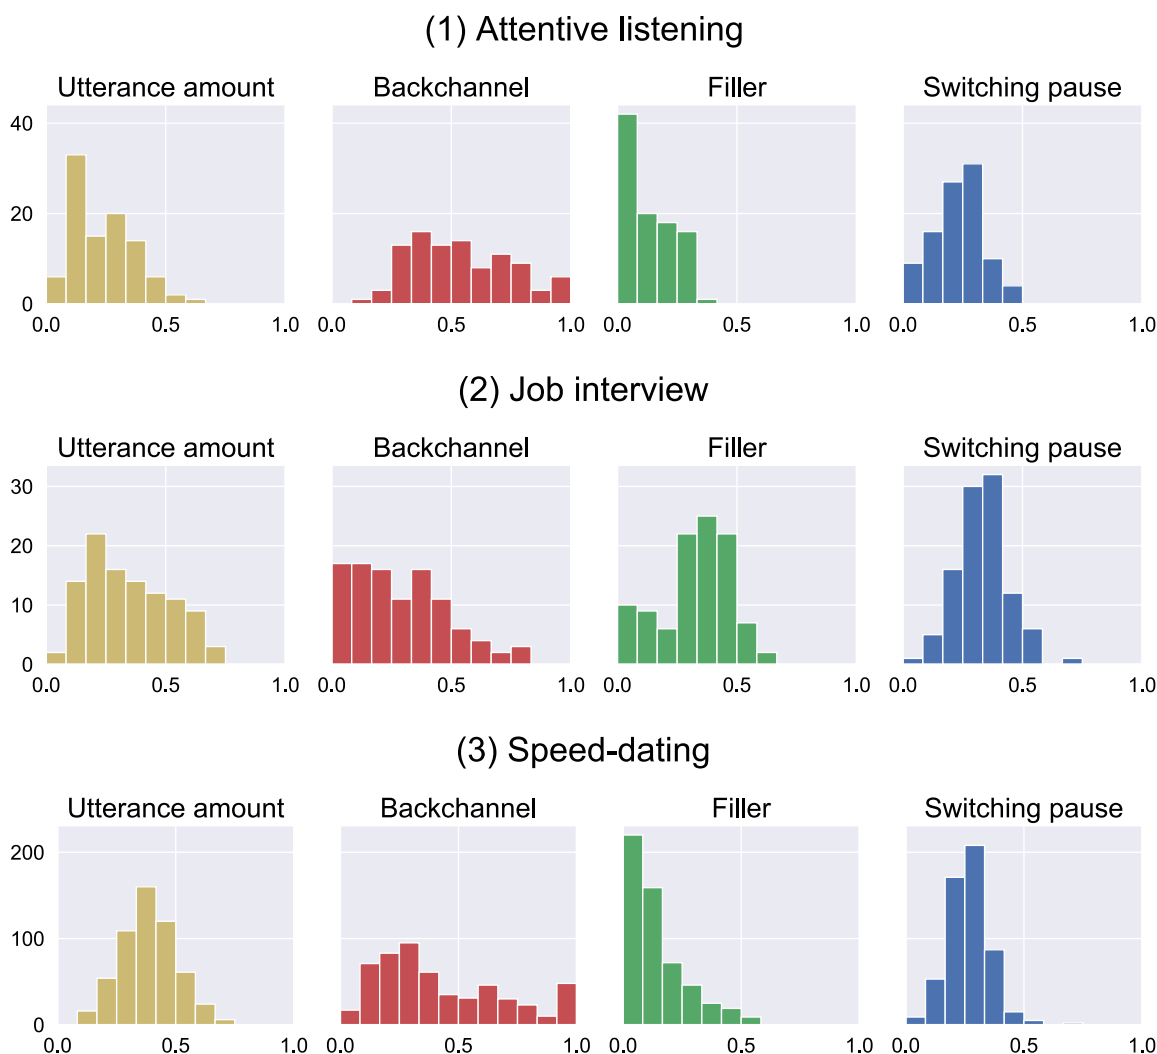 (1) Attentive listening
Utterance amount Backchannel Filler Switching pause
40
20
0
0.0 0.5 1.0 0.0 0.5 1.0 0.0 0.5 1.0 0.0 0.5 1.0
(2) Job interview
Utterance amount Backchannel Filler Switching pause
30
20
10
0
0.0 0.5 1.0 0.0 0.5 1.0 0.0 0.5 1.0 0.0 0.5 1.0
(3) Speed-dating
Utterance amount Backchannel Filler Switching pause
200
100
0
0.0 0.5 1.0 0.0 0.5 1.0 0.0 0.5 1.0 0.0 0.5 1.0